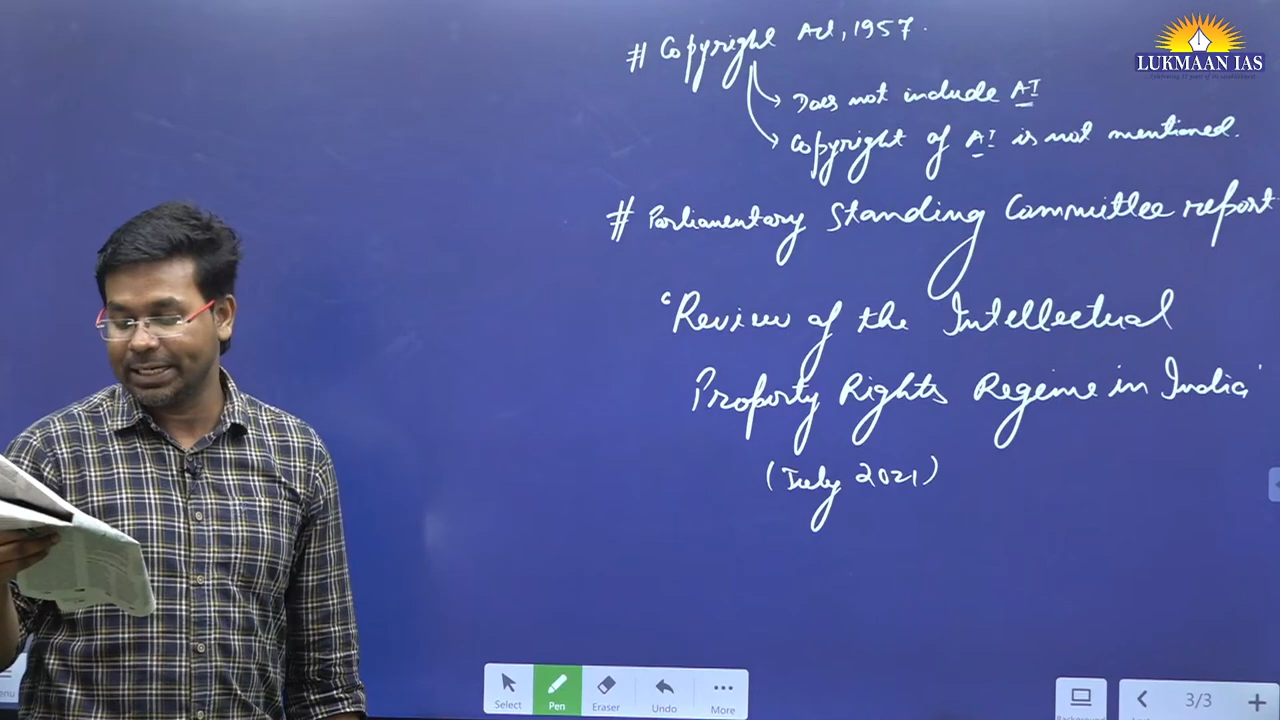 # Copyright Act, 1957.
→ Does not include AI
→ Copyright of AI is not mentioned.
# Parliamentary Standing Committee report
'Review of the Intellectual
Property Rights Regime in India'
(July 2021)
LUKMAAN IAS
Select
Pen
Eraser
Undo
More
3/3